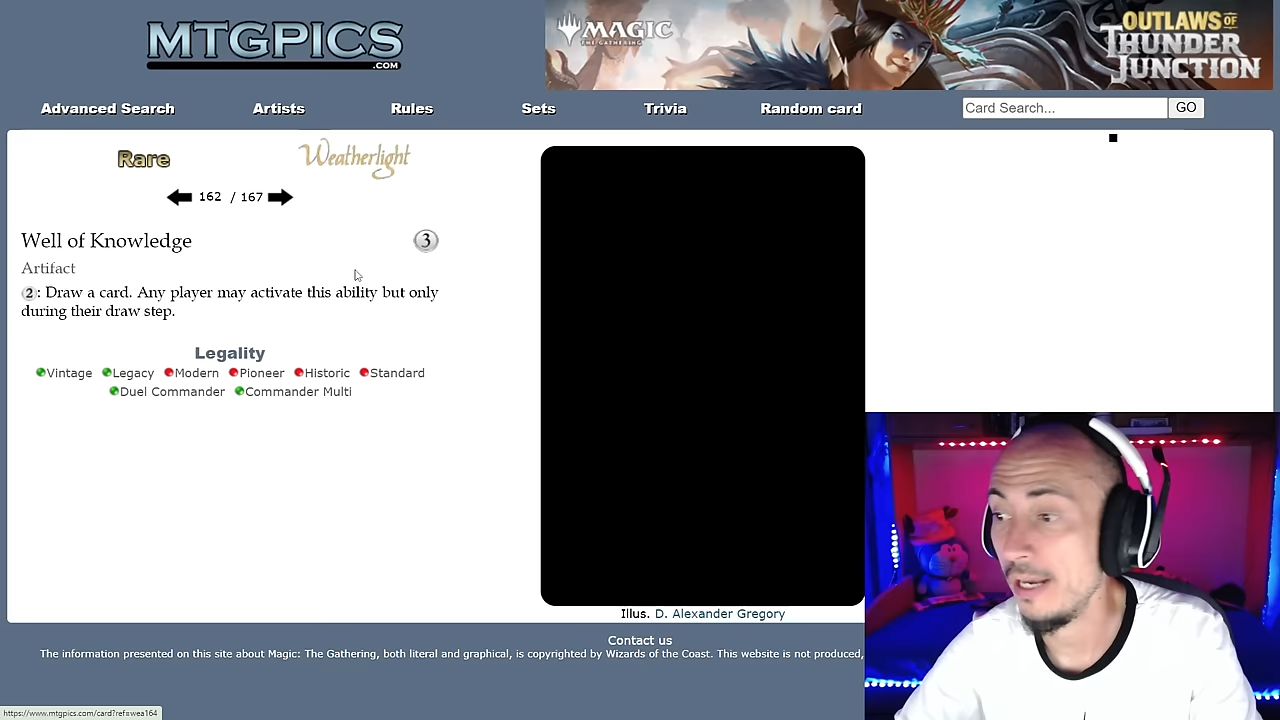 MTGPICS
.COM
MAGIC
THE GATHERING
OUTLAWS OF
THUNDER
JUNCTION
Advanced Search
Artists
Rules
Sets
Trivia
Random card
Card Search...
GO
Rare
Weatherlight
162 / 167
Well of Knowledge
3
Artifact
2: Draw a card. Any player may activate this ability but only
during their draw step.
Legality
Vintage Legacy Modern Pioneer Historic Standard
Duel Commander Commander Multi
Illus. D. Alexander Gregory
Contact us
The information presented on this site about Magic: The Gathering, both literal and graphical, is copyrighted by Wizards of the Coast. This website is not produced,
https://www.mtgpics.com/card?ref=wea164